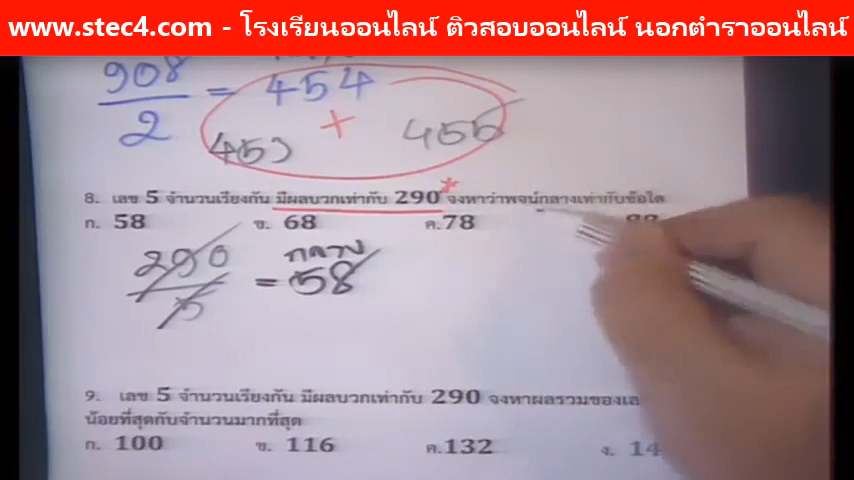 www.stec4.com - โรงเรียนออนไลน์ ติวสอบออนไลน์ นอกตำราออนไลน์
908
2
= 454
453 + 455
8. เลข 5 จำนวนเรียงกัน มีผลบวกเท่ากับ 290 * จงหาว่าพจน์กลางเท่ากับข้อใด
ก. 58 ข. 68 ค.78
กลาง
290
5
= 58
9. เลข 5 จำนวนเรียงกัน มีผลบวกเท่ากับ 290 จงหาผลรวมของเล
น้อยที่สุดกับจำนวนมากที่สุด
ก. 100 ข. 116 ค.132 ง. 14